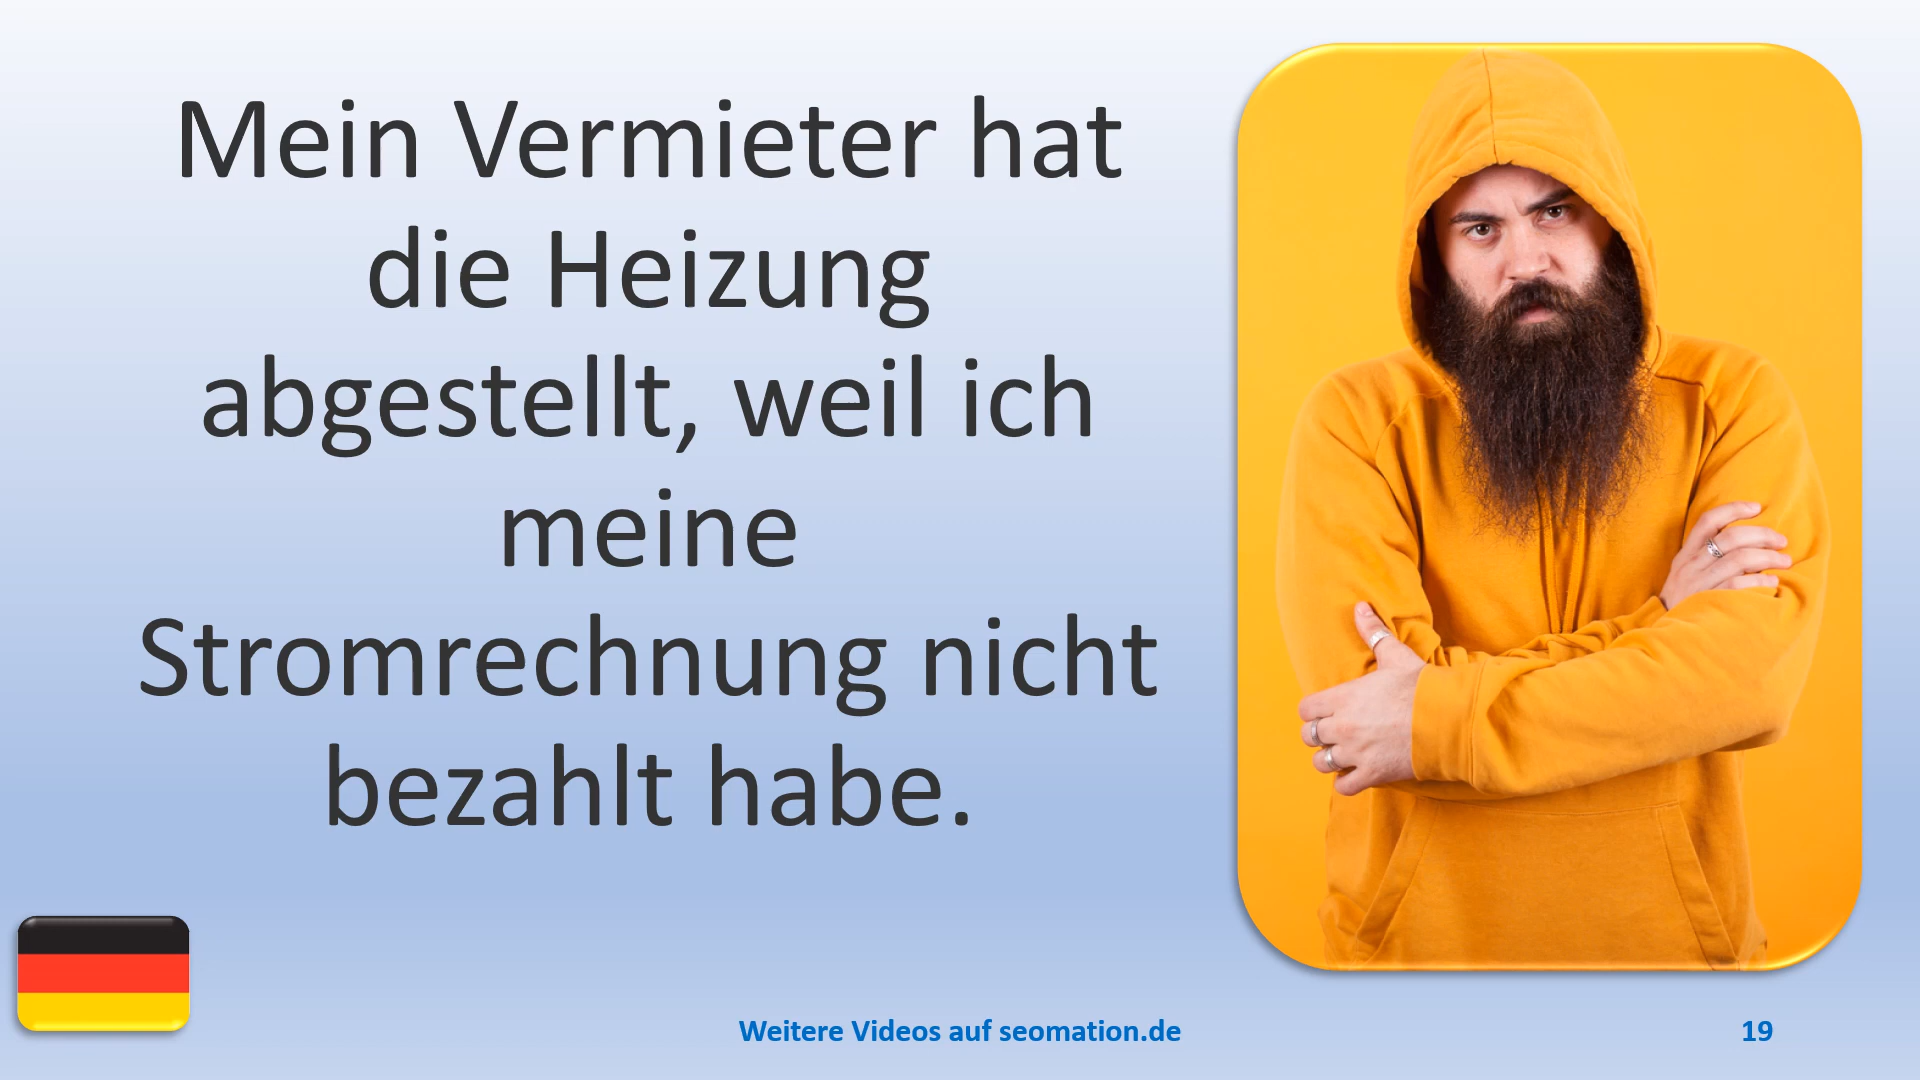 Mein Vermieter hat
die Heizung
abgestellt, weil ich
meine
Stromrechnung nicht
bezahlt habe.
Weitere Videos auf seomation.de
19